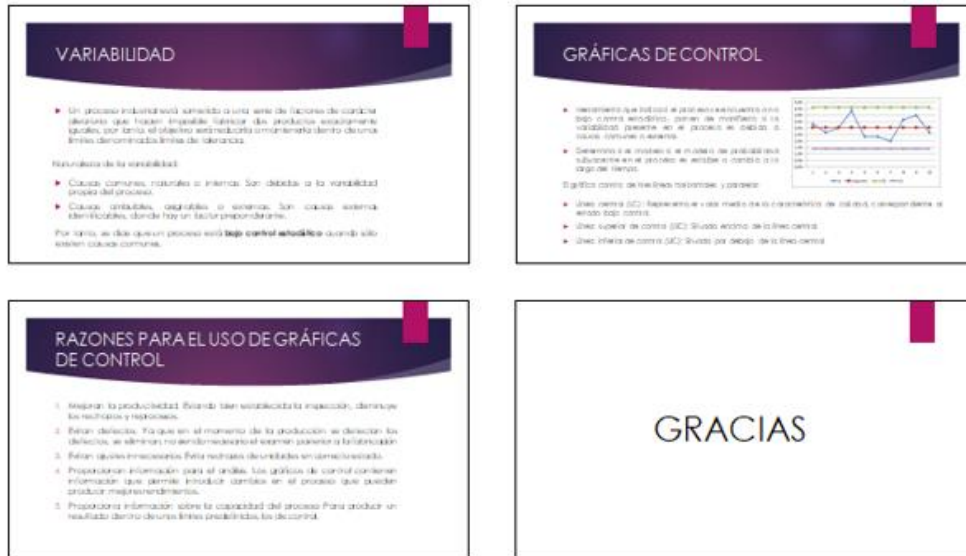 VARIABILIDAD
Un proceso industrial está sometido a una serie de factores de carácter
aleatorio que hacen imposible fabricar dos productos exactamente
iguales, por tanto, el objetivo será reducirla o mantenerla dentro de unos
límites denominados límites de tolerancia.
Naturaleza de la variabilidad:
Causas comunes, naturales o internas: Son debidas a la variabilidad
propia del proceso.
Causas atribuibles, asignables o externas. Son causas externas
identificables, donde hay un factor preponderante.
Por tanto, se dice que un proceso está bajo control estadístico cuando sólo
existen causas comunes.
GRÁFICAS DE CONTROL
Herramienta que indica si el proceso se encuentra o no
bajo control estadístico, ponen de manifiesto si la
variabilidad presente en el proceso es debida a
causas comunes o externas.
Determina si el modelo o el modelo de probabilidad
subyacente en el proceso es estable o cambia a lo
largo del tiempo.
El gráfico consta de tres líneas horizontales y paralelas:
Línea central (LC): Representa el valor medio de la característica de calidad, correspondiente al
estado bajo control.
Línea superior de control (LSC): Situada encima de la línea central
Línea inferior de control (LIC): Situada por debajo de la línea central
RAZONES PARA EL USO DE GRÁFICAS
DE CONTROL
1. Mejoran la productividad. Estando bien establecida la inspección, disminuye
los rechazos y reprocesos.
2. Evitan defectos. Ya que en el momento de la producción se detectan los
defectos, se eliminan, no siendo necesario el examen posterior a la fabricación
3. Evitan ajustes innecesarios. Evita rechazos de unidades en correcto estado.
4. Proporcionan información para el análisis. Los gráficos de control contienen
información que permite introducir cambios en el proceso que pueden
producir mejores rendimientos.
5. Proporciona información sobre la capacidad del proceso Para producir un
resultado dentro de unos límites predefinidos, los de control.
GRACIAS